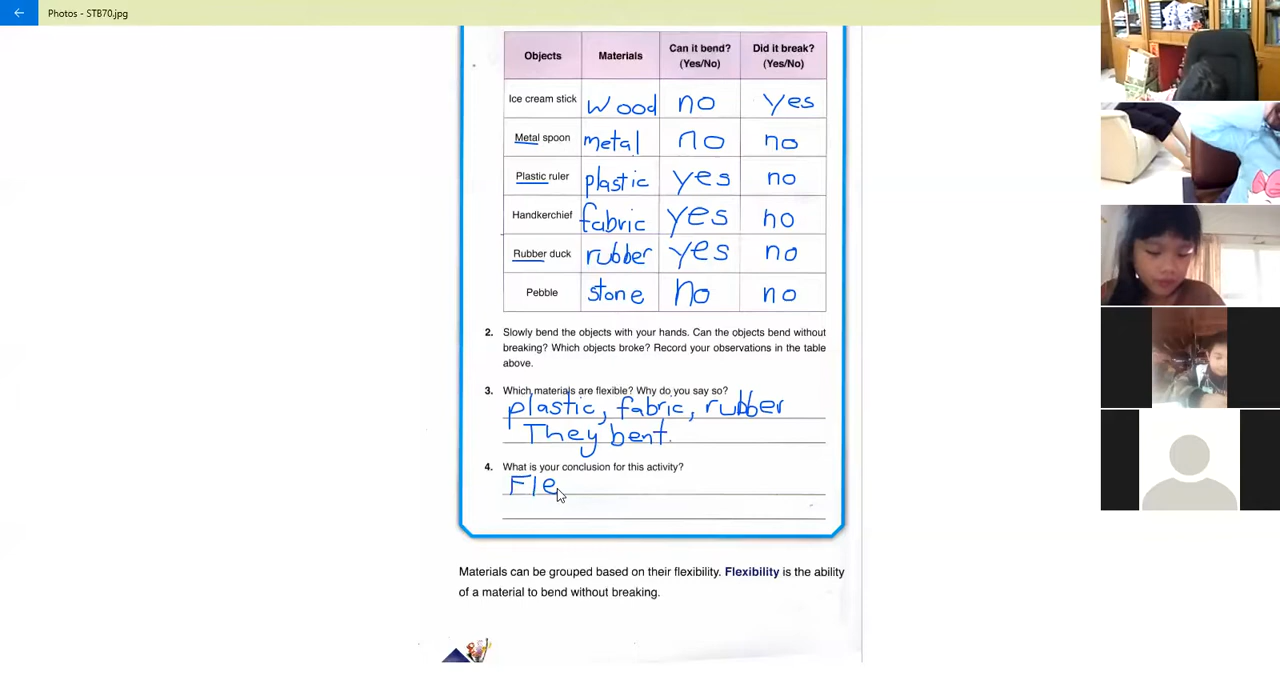 Photos - STB70.jpg
Objects Materials Can it bend? (Yes/No) Did it break? (Yes/No)
Ice cream stick wood no Yes
Metal spoon metal no no
Plastic ruler plastic yes no
Handkerchief fabric yes no
Rubber duck rubber yes no
Pebble stone no no
2. Slowly bend the objects with your hands. Can the objects bend without
breaking? Which objects broke? Record your observations in the table
above.
3. Which materials are flexible? Why do you say so?
plastic, fabric, rubber
They bent.
4. What is your conclusion for this activity?
Fle
Materials can be grouped based on their flexibility. Flexibility is the ability
of a material to bend without breaking.